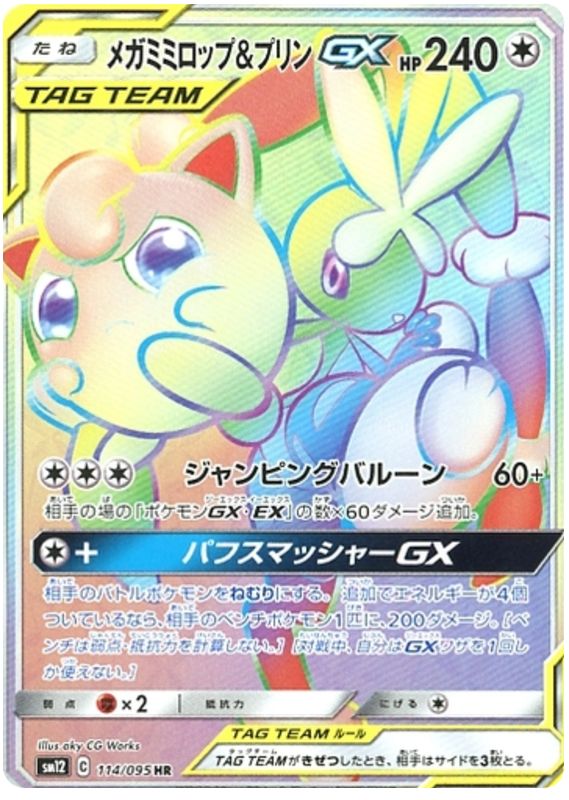 たね メガミミロップ&プリンGX HP240
TAG TEAM
ジャンピングバルーン 60+
相手の場の「ポケモンGX・EX」の数×60ダメージ追加。
+ パフスマッシャーGX
相手のバトルポケモンをねむりにする。追加でエネルギーが4個
ついているなら、相手のベンチポケモン1匹に、200ダメージ。[ベ
ンチは弱点・抵抗力を計算しない。][対戦中、自分はGXワザを1回し
か使えない。]
弱点 ×2 抵抗力 にげる
Illus. aky CG Works
TAG TEAM ルール
sm12 C 114/095 HR
TAG TEAMがきぜつしたとき、相手はサイドを3枚とる。